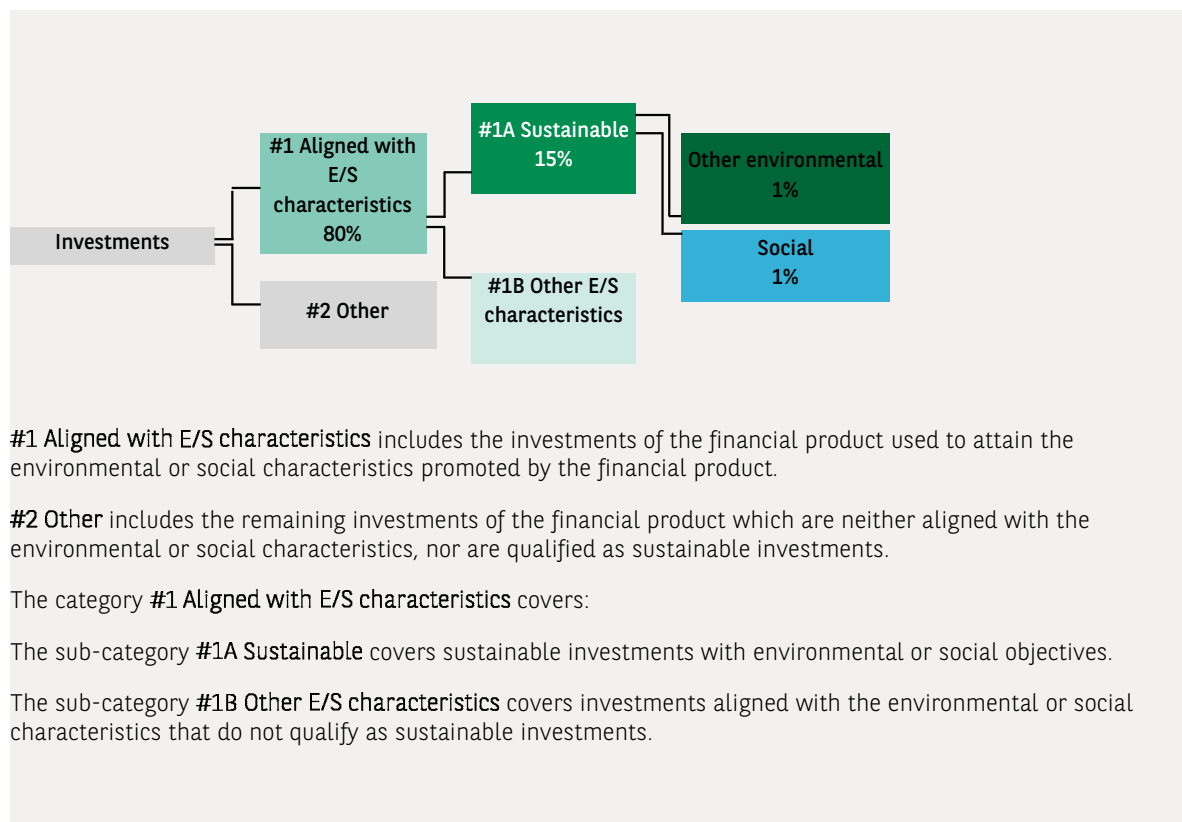 #1A Sustainable
15%
#1 Aligned with
E/S
characteristics
80%
Other environmental
1%
Investments
Social
1%
#2 Other
#1B Other E/S
characteristics
#1 Aligned with E/S characteristics includes the investments of the financial product used to attain the
environmental or social characteristics promoted by the financial product.
#2 Other includes the remaining investments of the financial product which are neither aligned with the
environmental or social characteristics, nor are qualified as sustainable investments.
The category #1 Aligned with E/S characteristics covers:
The sub-category #1A Sustainable covers sustainable investments with environmental or social objectives.
The sub-category #1B Other E/S characteristics covers investments aligned with the environmental or social
characteristics that do not qualify as sustainable investments.